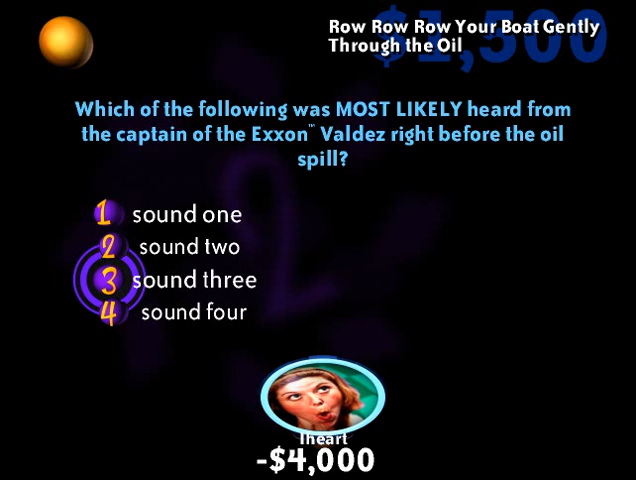 $1,500
Row Row Row Your Boat Gently
Through the Oil
Which of the following was MOST LIKELY heard from
the captain of the Exxon™ Valdez right before the oil
spill?
1 sound one
2 sound two
3 sound three
4 sound four
Iheart
-$4,000